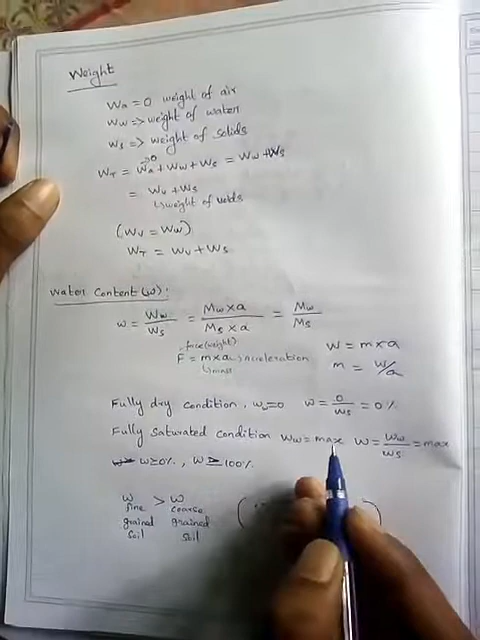 Weight
Wa = 0 weight of air
Ww => weight of water
Ws => weight of solids
WT = Wa→0 + Ww + Ws = Ww + Ws
= Wv + Ws
↳ weight of voids
(Wv = Ww)
WT = Wv + Ws
Water Content (w):
w = Ww/Ws = Mw × a/Ms × a = Mw/Ms
force (weight)
F = m × a → acceleration
↳ mass
W = m × a
m = W/a
Fully dry condition, Ww = 0 W = 0/Ws = 0%
Fully saturated condition Ww = max W = Ww/Ws = max
W ≥ 0%, W ≥ 100%
w fine grained soil > w coarse grained soil